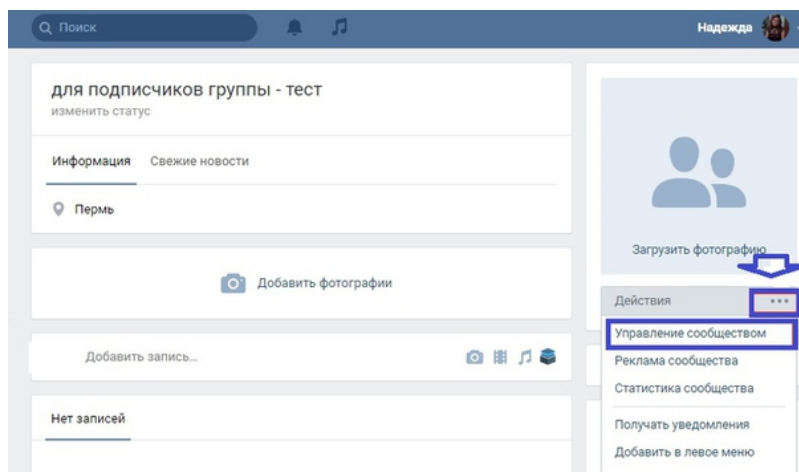 Поиск
Надежда
для подписчиков группы - тест
изменить статус
Информация Свежие новости
Пермь
Загрузить фотографию
Добавить фотографии
Действия
Управление сообществом
Добавить запись...
Реклама сообщества
Статистика сообщества
Нет записей
Получать уведомления
Добавить в левое меню